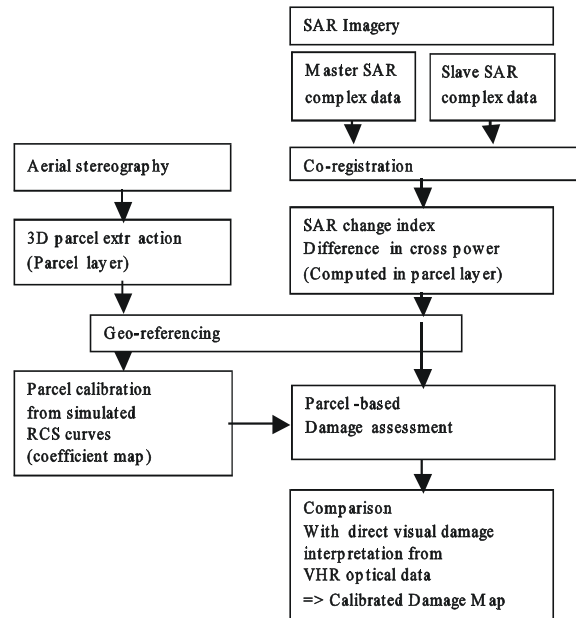 SAR Imagery
Master SAR
complex data
Slave SAR
complex data
Aerial stereography
Co-registration
3D parcel extr action
(Parcel layer)
SAR change index
Difference in cross power
(Computed in parcel layer)
Geo-referencing
Parcel calibration
from simulated
RCS curves
(coefficient map)
Parcel -based
Damage assessment
Comparison
With direct visual damage
interpretation from
VHR optical data
=> Calibrated Damage Map